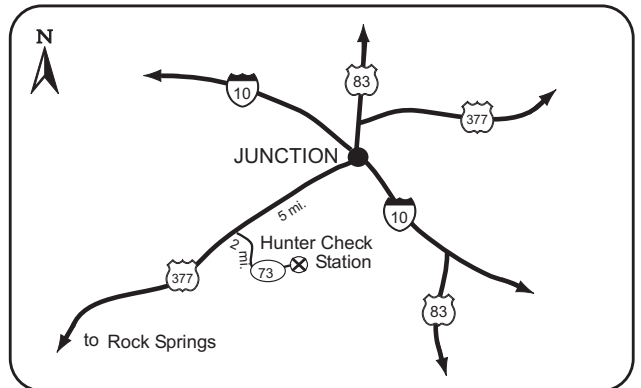 N
83
10
377
JUNCTION
5 mi.
10
2 mi.
Hunter Check
Station
73
377
83
to Rock Springs